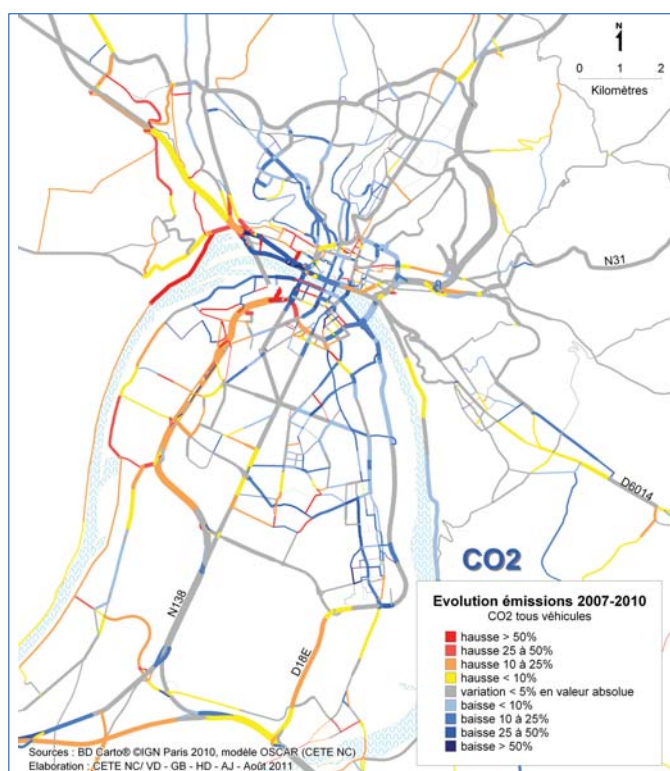 N
0 1 2
Kilomètres
N31
D6014
CO2
N138
D18E
Evolution émissions 2007-2010
CO2 tous véhicules
hausse > 50%
hausse 25 à 50%
hausse 10 à 25%
hausse < 10%
variation < 5% en valeur absolue
baisse < 10%
baisse 10 à 25%
baisse 25 à 50%
baisse > 50%
Sources : BD Carto® ©IGN Paris 2010, modèle OSCAR (CETE NC)
Elaboration : CETE NC/ VD - GB - HD - AJ - Août 2011